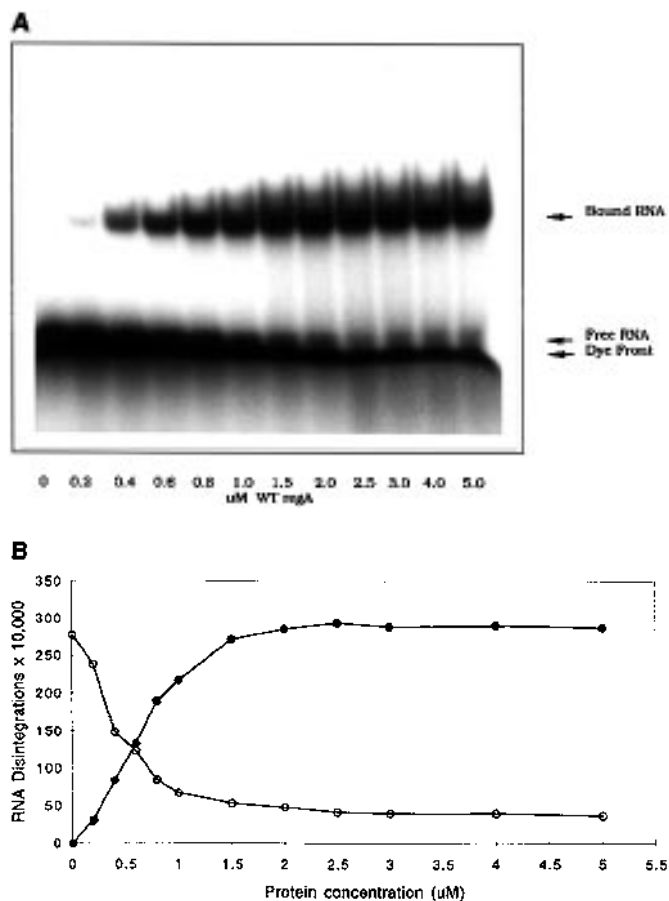 A
Bound RNA
Free RNA
Dye Front
0 0.2 0.4 0.6 0.8 1.0 1.5 2.0 2.5 3.0 4.0 5.0
uM WT regA
B
350
300
250
200
150
100
50
0
RNA Disintegrations x 10,000
0 0.5 1 1.5 2 2.5 3 3.5 4 4.5 5 5.5
Protein concentration (uM)